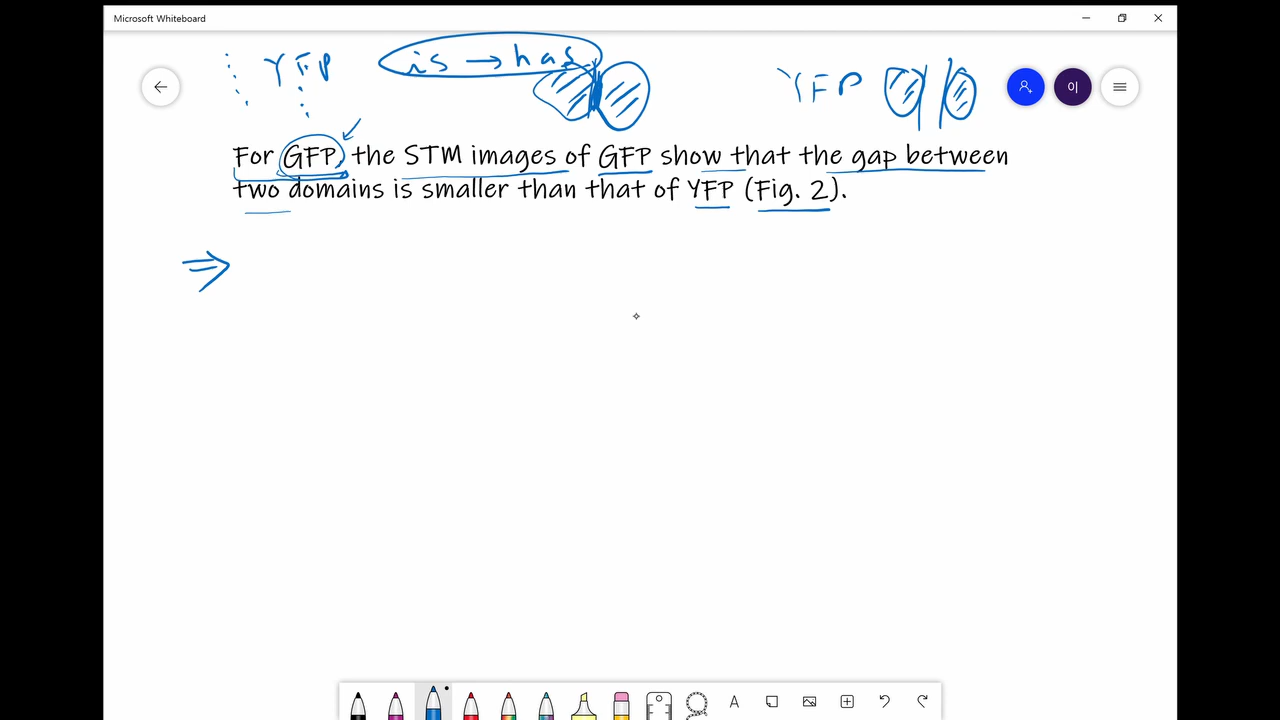 Microsoft Whiteboard
YFP is → has YFP
이
For GFP, the STM images of GFP show that the gap between
two domains is smaller than that of YFP (Fig. 2).
⇒
A